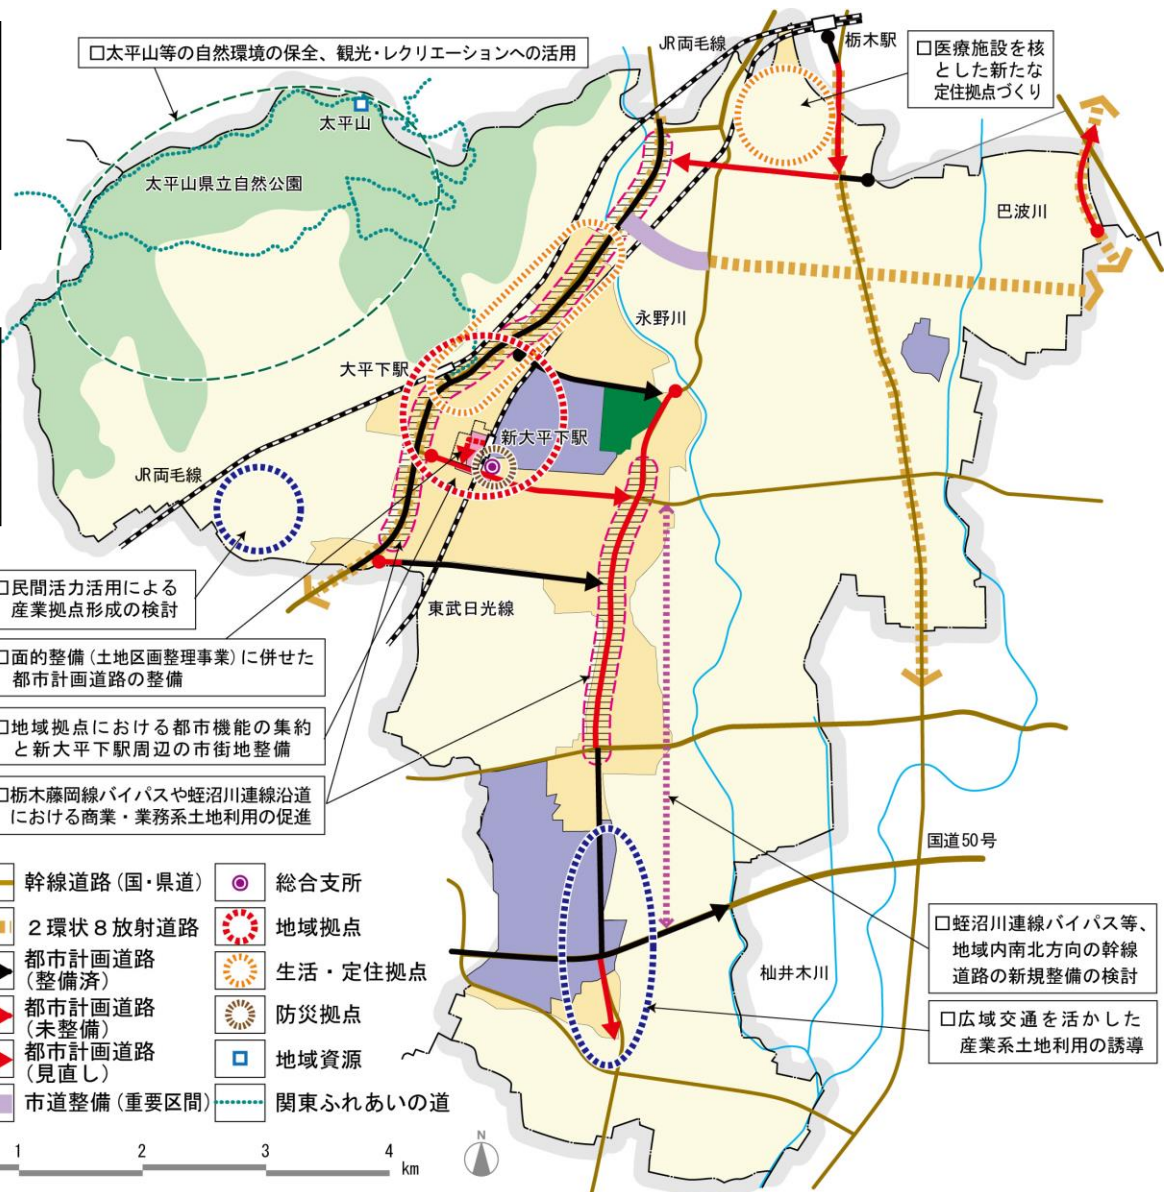 JR両毛線
栃木駅
□太平山等の自然環境の保全、観光・レクリエーションへの活用
□医療施設を核
とした新たな
定住拠点づくり
太平山
太平山県立自然公園
巴波川
永野川
大平下駅
新大平下駅
JR両毛線
□民間活力活用による
産業拠点形成の検討
東武日光線
□面的整備(土地区画整理事業)に併せた
都市計画道路の整備
□地域拠点における都市機能の集約
と新大平下駅周辺の市街地整備
□栃木藤岡線バイパスや蛭沼川連線沿道
における商業・業務系土地利用の促進
国道50号
□蛭沼川連線バイパス等、
地域内南北方向の幹線
道路の新規整備の検討
杣井木川
□広域交通を活かした
産業系土地利用の誘導
幹線道路(国・県道)
2環状8放射道路
都市計画道路
(整備済)
都市計画道路
(未整備)
都市計画道路
(見直し)
市道整備(重要区間)
総合支所
地域拠点
生活・定住拠点
防災拠点
地域資源
関東ふれあいの道
1 2 3 4 km
N